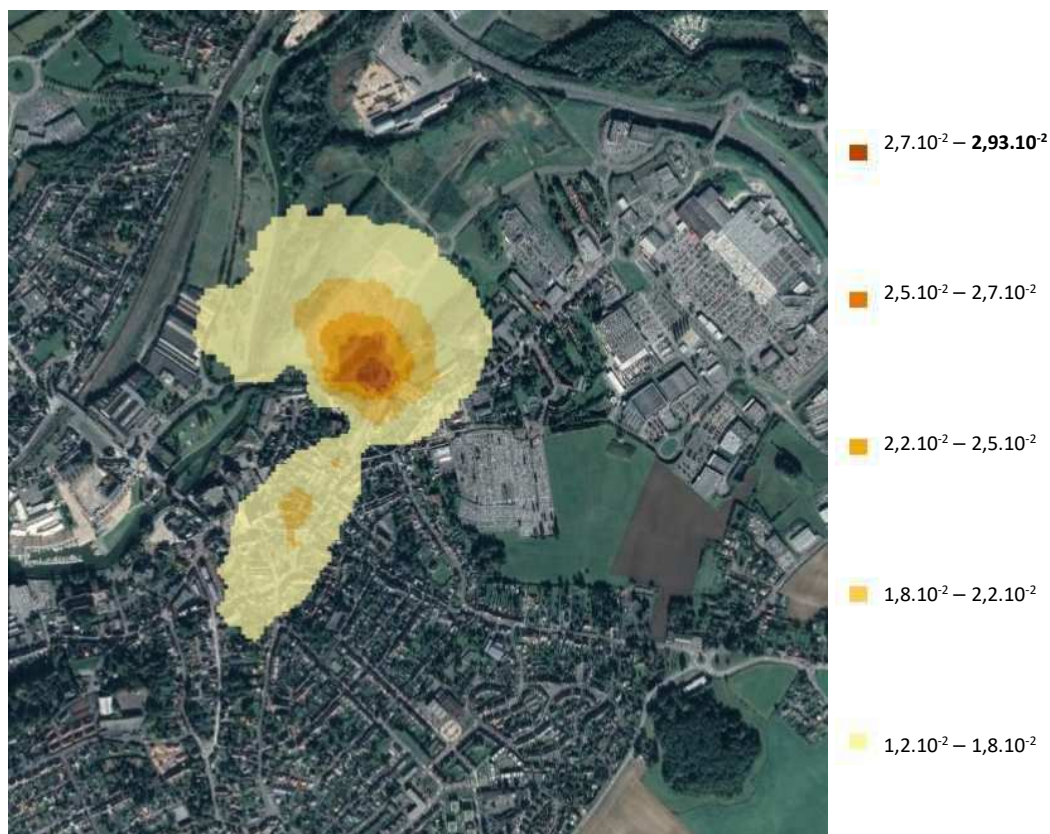 2,7.10⁻² – 2,93.10⁻²
2,5.10⁻² – 2,7.10⁻²
2,2.10⁻² – 2,5.10⁻²
1,8.10⁻² – 2,2.10⁻²
1,2.10⁻² – 1,8.10⁻²